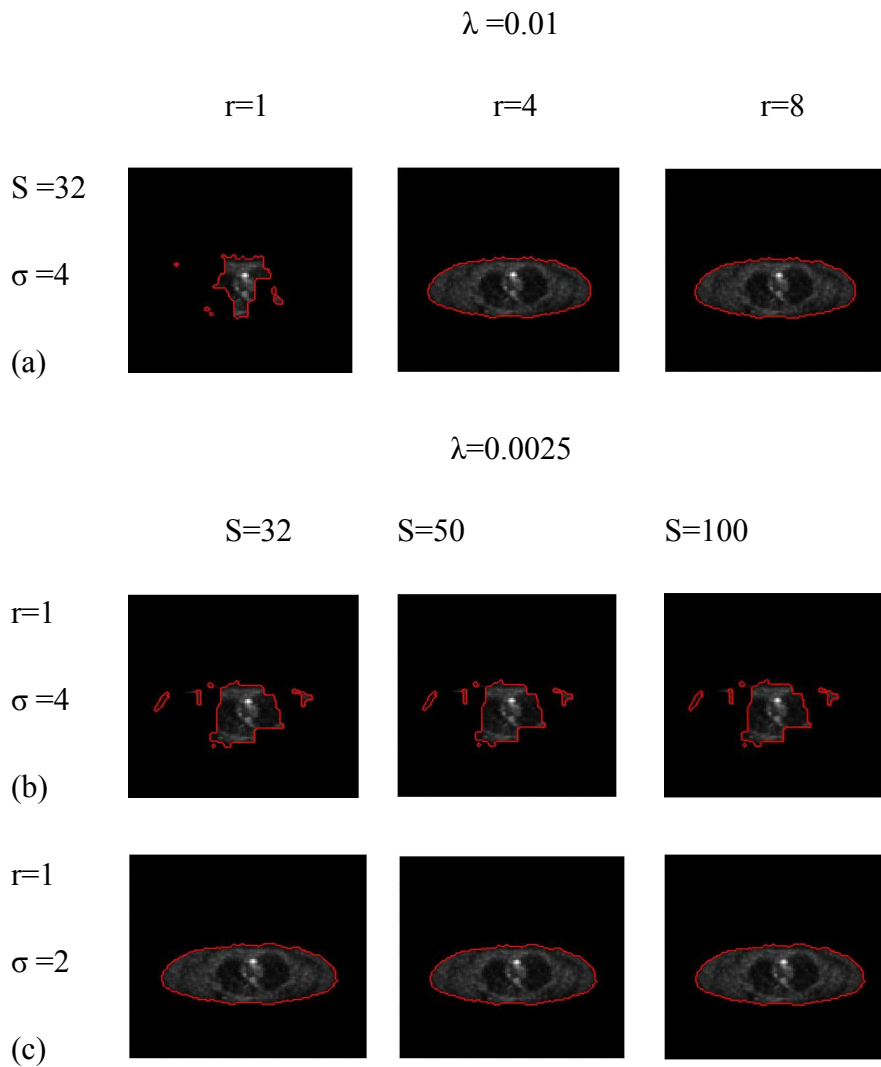 λ =0.01
r=1 r=4 r=8
S =32
σ =4
(a)
λ=0.0025
S=32 S=50 S=100
r=1
σ =4
(b)
r=1
σ =2
(c)